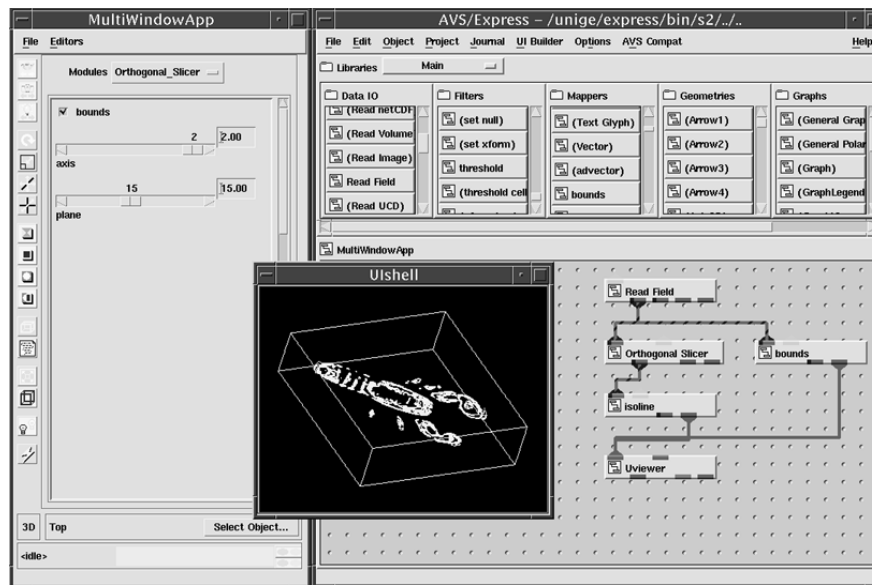 MultiWindowApp
File Editors
Modules Orthogonal_Slicer
bounds
2 2.00
axis
15 15.00
plane
3D Top Select Object...
<idle>
AVS/Express – /unige/express/bin/s2/../..
File Edit Object Project Journal UI Builder Options AVS Compat Help
Libraries Main
Data IO
(Read netCDF
(Read Volume
(Read Image)
Read Field
(Read UCD)
Filters
(set null)
(set xform)
threshold
(threshold cell
Mappers
(Text Glyph)
(Vector)
(advector)
bounds
Geometries
(Arrow1)
(Arrow2)
(Arrow3)
(Arrow4)
Graphs
(General Grap
(General Polar
(Graph)
(GraphLegend
MultiWindowApp
UIshell
Read Field
Orthogonal Slicer bounds
isoline
Uviewer